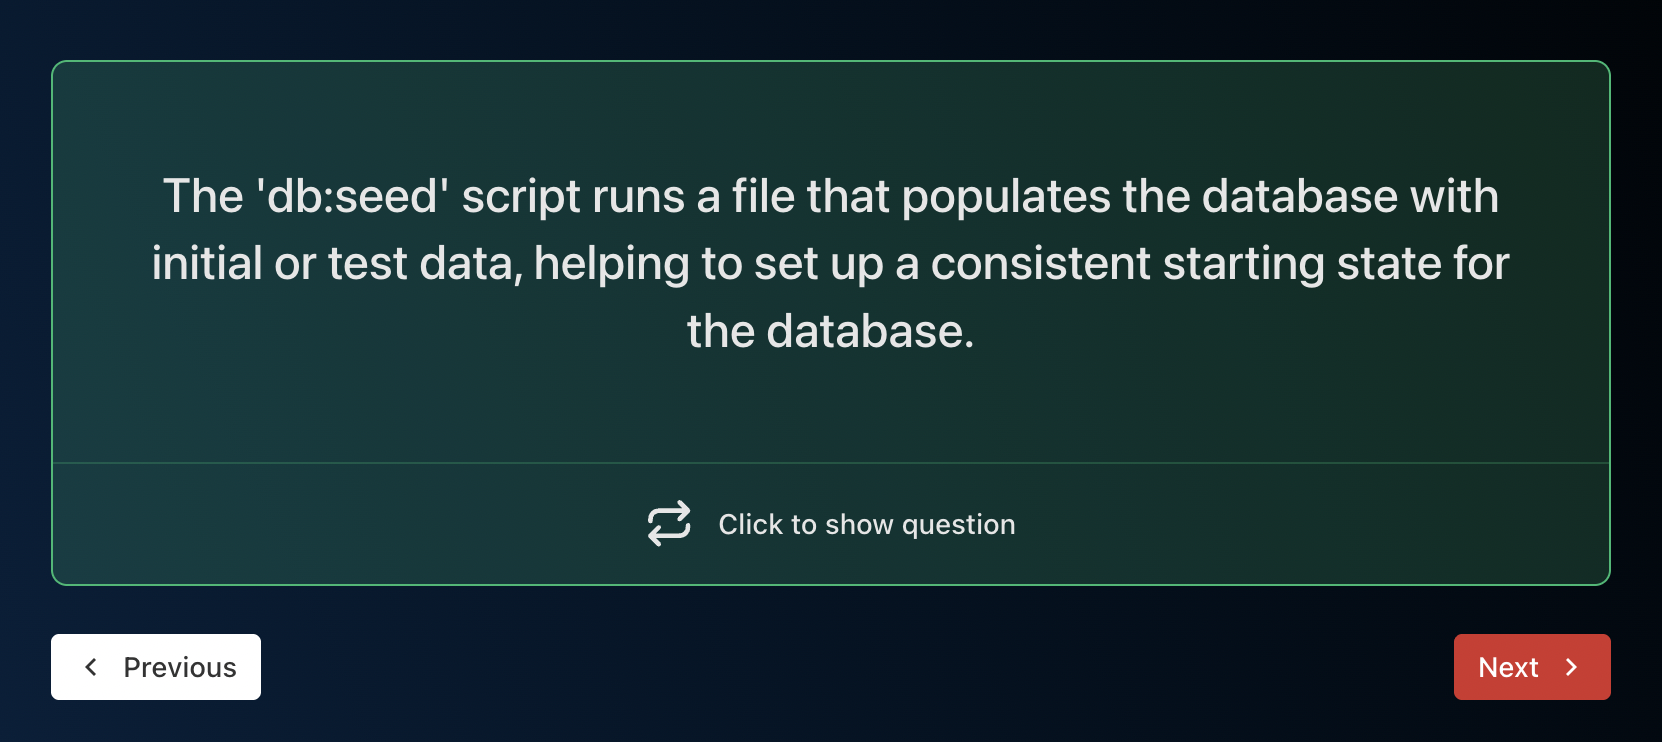 The 'db:seed' script runs a file that populates the database with
initial or test data, helping to set up a consistent starting state for
the database.
Click to show question
Previous
Next